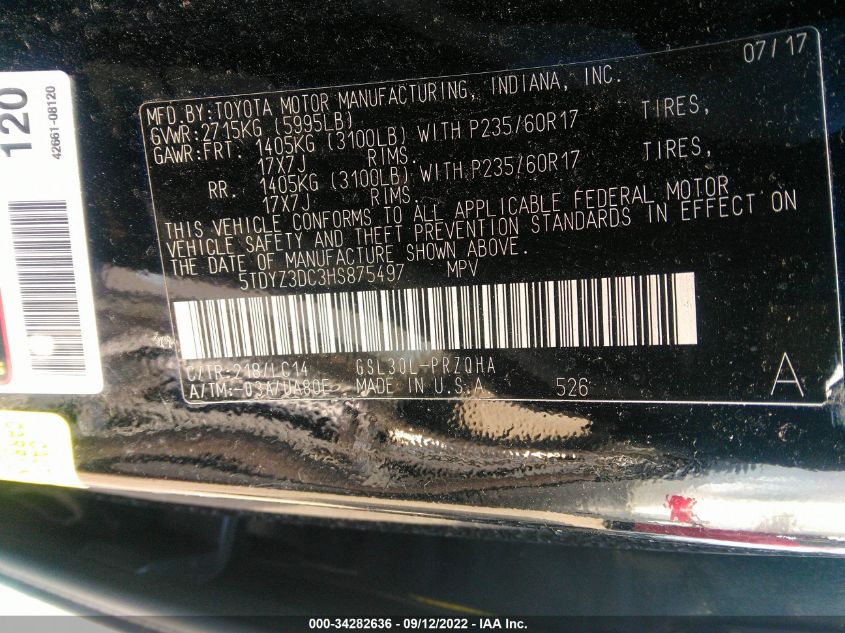 120
42661-08120
07/17
MFD.BY:TOYOTA MOTOR MANUFACTURING, INDIANA, INC.
GVWR:2715KG (5995LB)
GAWR:FRT. 1405KG (3100LB) WITH P235/60R17 TIRES,
17X7J RIMS.
RR. 1405KG (3100LB) WITH P235/60R17 TIRES,
17X7J RIMS.
THIS VEHICLE CONFORMS TO ALL APPLICABLE FEDERAL MOTOR
VEHICLE SAFETY AND THEFT PREVENTION STANDARDS IN EFFECT ON
THE DATE OF MANUFACTURE SHOWN ABOVE.
5TDYZ3DC3HS875497 MPV
C/TR:218/LC14 GSL30L-PRZQHA
A/TM:-03A/UA80E MADE IN U.S.A 526 A
000-34282636 - 09/12/2022 - IAA Inc.